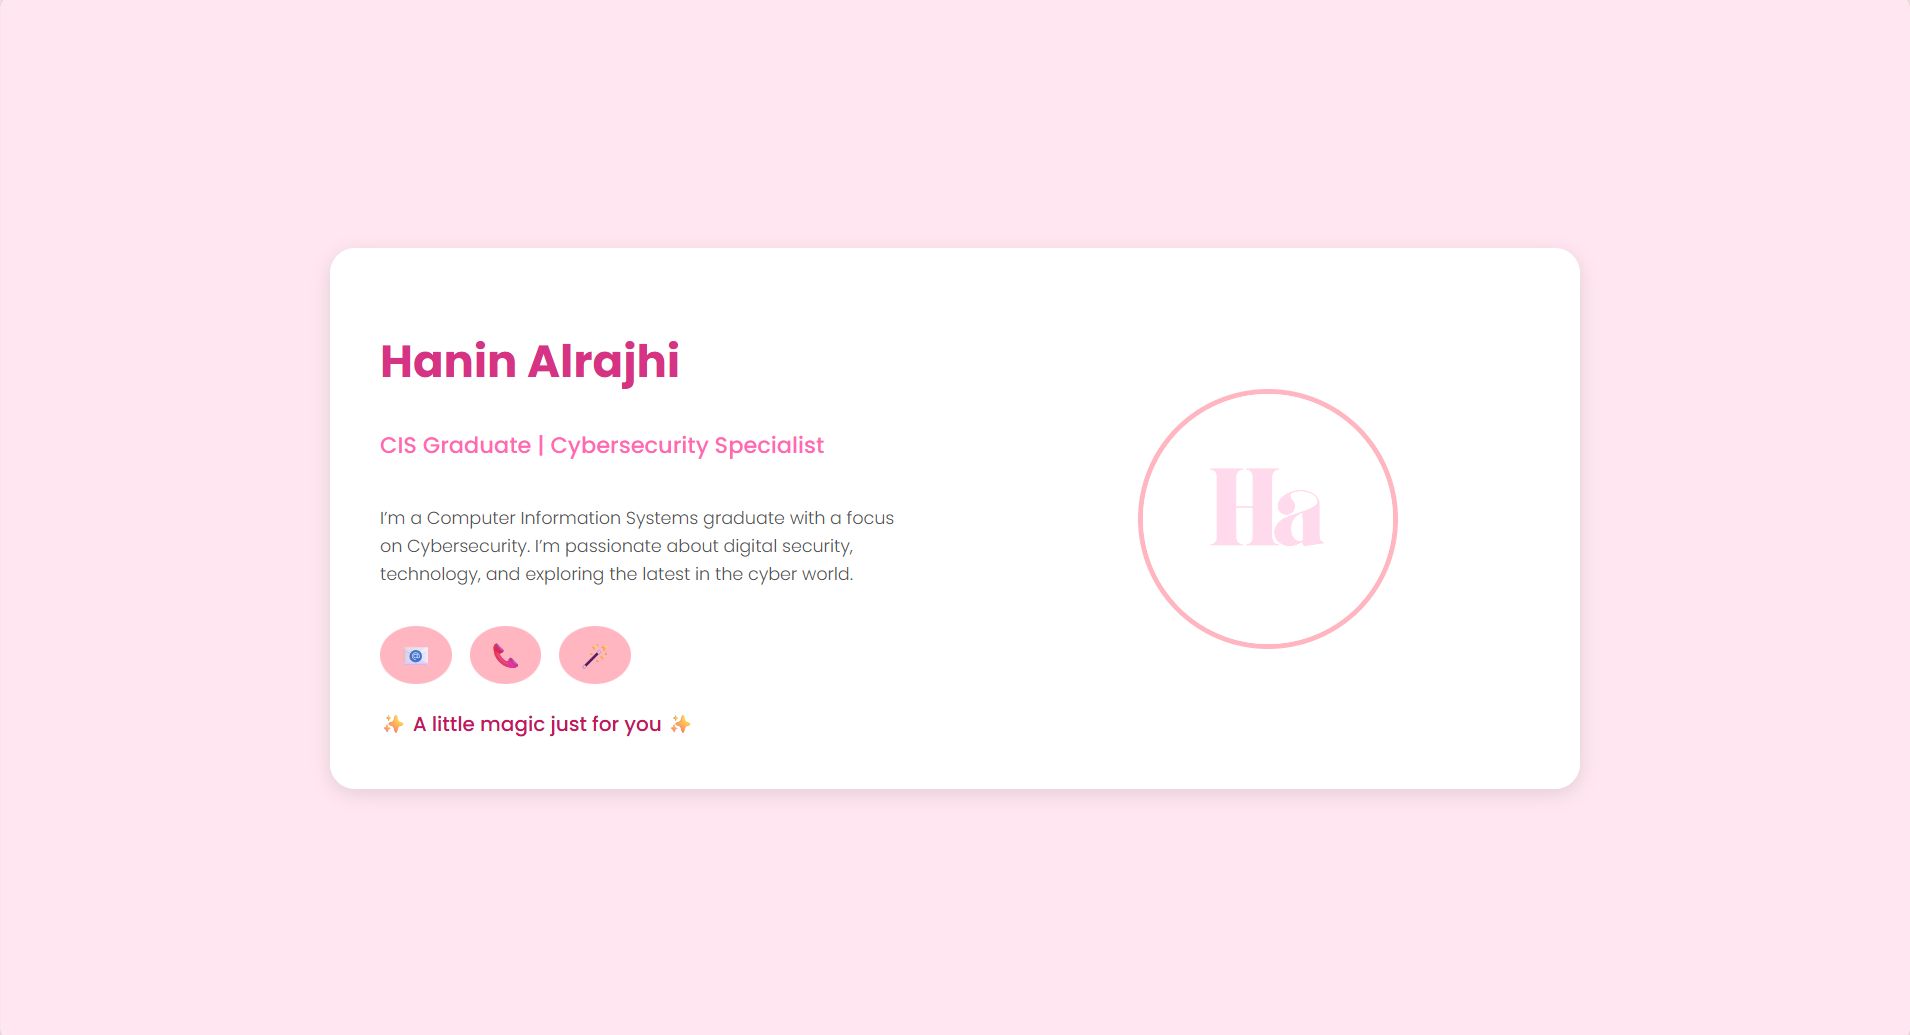 Hanin Alrajhi
CIS Graduate | Cybersecurity Specialist
I’m a Computer Information Systems graduate with a focus
on Cybersecurity. I’m passionate about digital security,
technology, and exploring the latest in the cyber world.
✨ A little magic just for you ✨
Ha